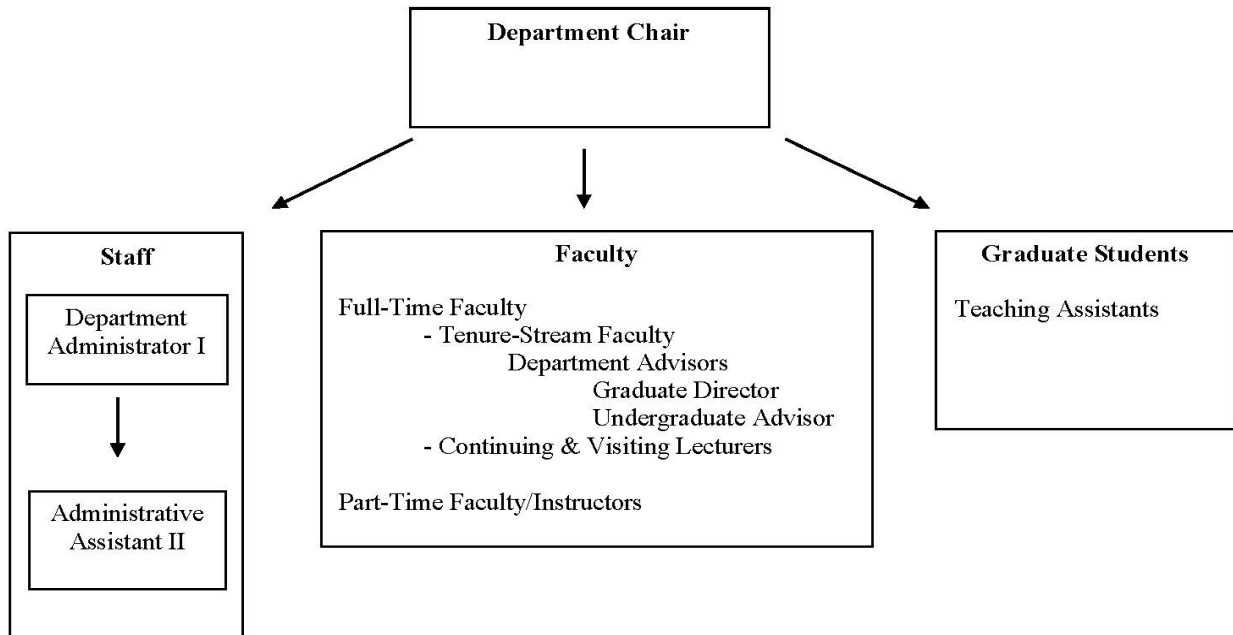 Department Chair
Staff
Department
Administrator I
Administrative
Assistant II
Faculty
Full-Time Faculty
- Tenure-Stream Faculty
Department Advisors
Graduate Director
Undergraduate Advisor
- Continuing & Visiting Lecturers
Part-Time Faculty/Instructors
Graduate Students
Teaching Assistants